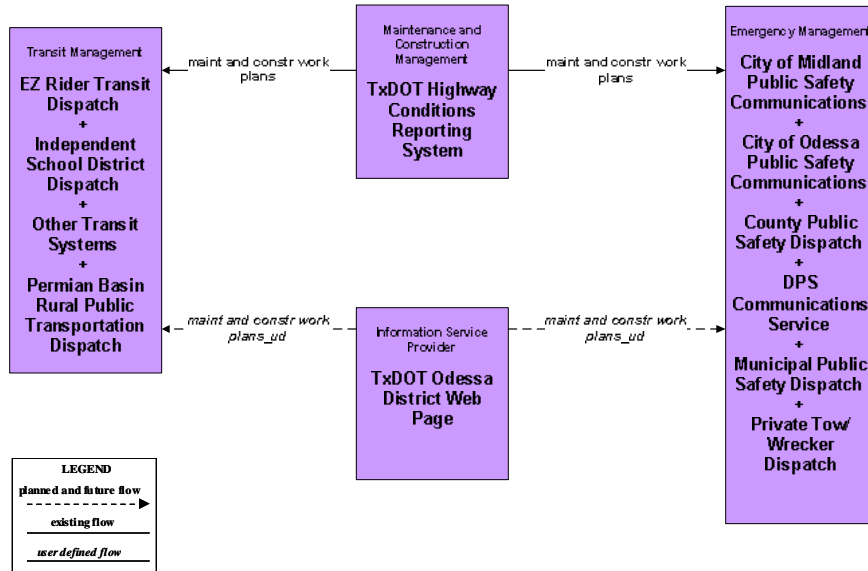 Transit Management
EZ Rider Transit
Dispatch
+
Independent
School District
Dispatch
+
Other Transit
Systems
+
Permian Basin
Rural Public
Transportation
Dispatch
maint and constr work
plans
Maintenance and
Construction
Management
TxDOT Highway
Conditions
Reporting
System
maint and constr work
plans
Emergency Management
City of Midland
Public Safety
Communications
+
City of Odessa
Public Safety
Communications
+
County Public
Safety Dispatch
+
DPS
Communications
Service
+
Municipal Public
Safety Dispatch
+
Private Tow/
Wrecker
Dispatch
maint and constr work
plans_ud
Information Service
Provider
TxDOT Odessa
District Web
Page
maint and constr work
plans_ud
LEGEND
planned and future flow
existing flow
user defined flow